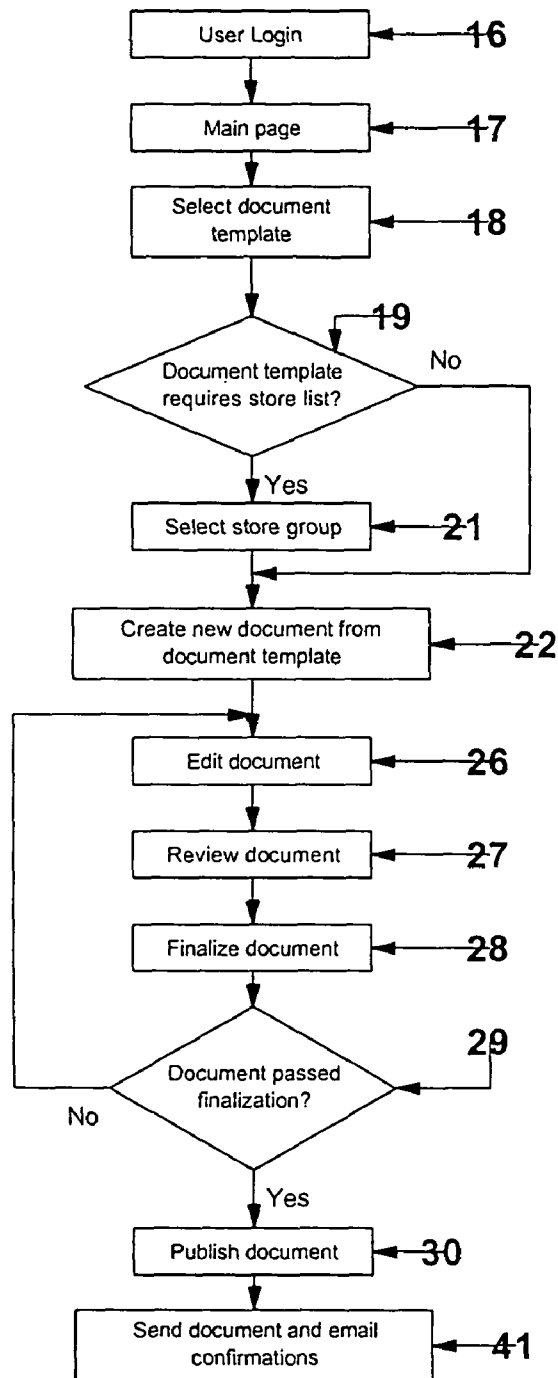 User Login
16
Main page
17
Select document
template
18
19
Document template
requires store list?
No
Yes
Select store group
21
Create new document from
document template
22
Edit document
26
Review document
27
Finalize document
28
29
Document passed
finalization?
No
Yes
Publish document
30
Send document and email
confirmations
41